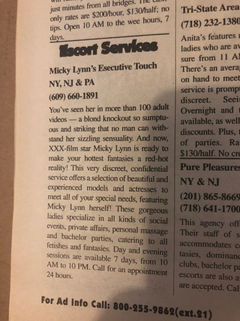 just minutes from all bridges. The
only rates are $200/hour, $130/half; no
tips. Open 10 AM to the wee hours, 7
days.
Escort Services
Micky Lynn's Executive Touch
NY, NJ & PA
(609) 660-1891
You've seen her in more than 100 adult
videos — a blond knockout so sumptu-
ous and striking that no man can with-
stand her sizzling sensuality. And now,
XXX-film star Micky Lynn is ready to
make your hottest fantasies a red-hot
reality! This very discreet, confidential
service offers a selection of beautiful and
experienced models and actresses to
meet all of your special needs, featuring
Micky Lynn herself! These gorgeous
ladies specialize in all kinds of social
events, private affairs, personal massage
and bachelor parties, catering to all
fetishes and fantasies. Day and evening
sessions are available 7 days, from 10
AM to 10 PM. Call for an appointment
24 hours.
Tri-State Area
(718) 232-1380
Anita's features
ladies who are av
sure from 11 A
There's an averag
on hand to meet
service is prompt
discreet. Seein
Overnight and
available, as well
discounts. Plus,
of parties. Ra
$130/half. No cre
Pure Pleasure
NY & NJ
(201) 865-8669
(718) 641-1700
This agency off
Their staff of
accommodates c
tasies, dominanc
clubs, bachelor pa
escorts are also a
are accepted. Cal
For Ad Info Call: 800-255-9862(ext.21)